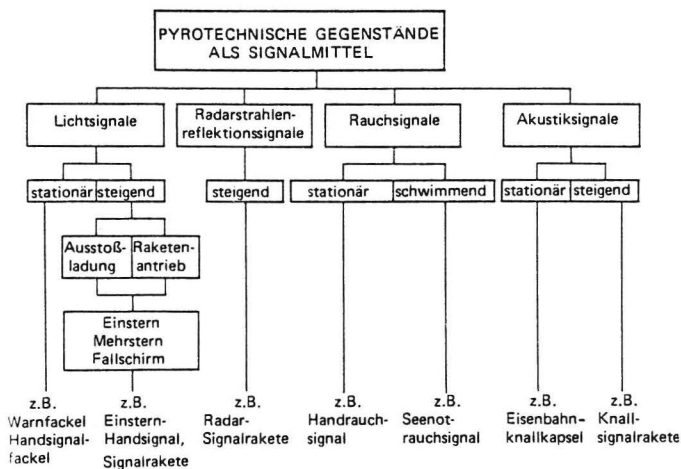 PYROTECHNISCHE GEGENSTÄNDE
ALS SIGNALMITTEL
Lichtsignale
Radarstrahlen-
reflektionssignale
Rauchsignale
Akustiksignale
stationär steigend
steigend
stationär schwimmend
stationär steigend
Ausstoß-
ladung
Raketen-
antrieb
Einstern
Mehrstern
Fallschirm
z.B.
Warnfackel
Handsignal-
fackel
z.B.
Einstern-
Handsignal,
Signalrakete
z.B.
Radar-
Signalrakete
z.B.
Handrauch-
signal
z.B.
Seenot-
rauchsignal
z.B.
Eisenbahn-
knallkapsel
z.B.
Knall-
signalrakete